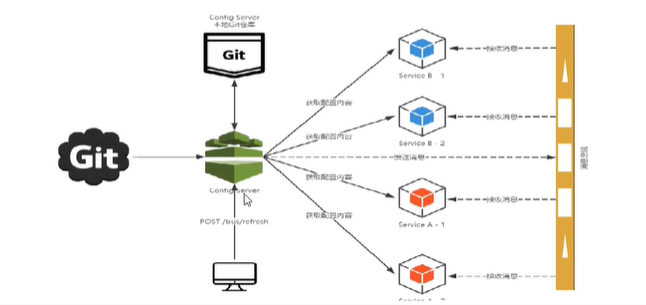 Config Server
本地Git仓库
Git
Service B - 1
接收消息
获取配置内容
Service B - 2
接收消息
获取配置内容
Git
发送消息
消息总线
Config Server
获取配置内容
Service A - 1
接收消息
POST /bus/refresh
获取配置内容
Service A - 2
接收消息